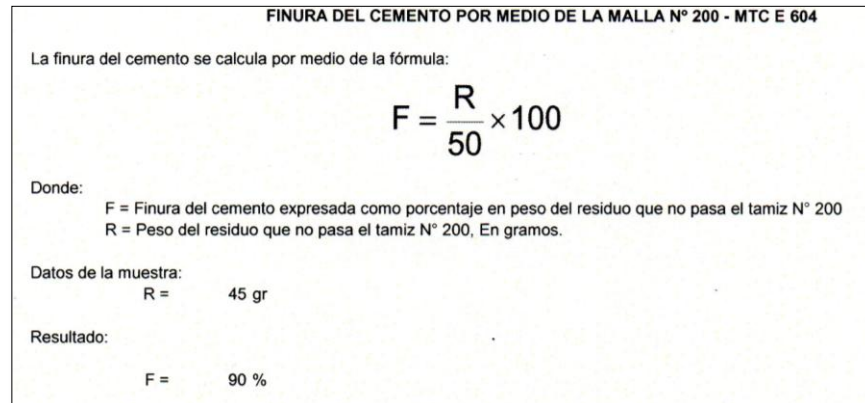 FINURA DEL CEMENTO POR MEDIO DE LA MALLA Nº 200 - MTC E 604
La finura del cemento se calcula por medio de la fórmula:
F = R/50 × 100
Donde:
F = Finura del cemento expresada como porcentaje en peso del residuo que no pasa el tamiz N° 200
R = Peso del residuo que no pasa el tamiz N° 200, En gramos.
Datos de la muestra:
R = 45 gr
Resultado:
F = 90 %